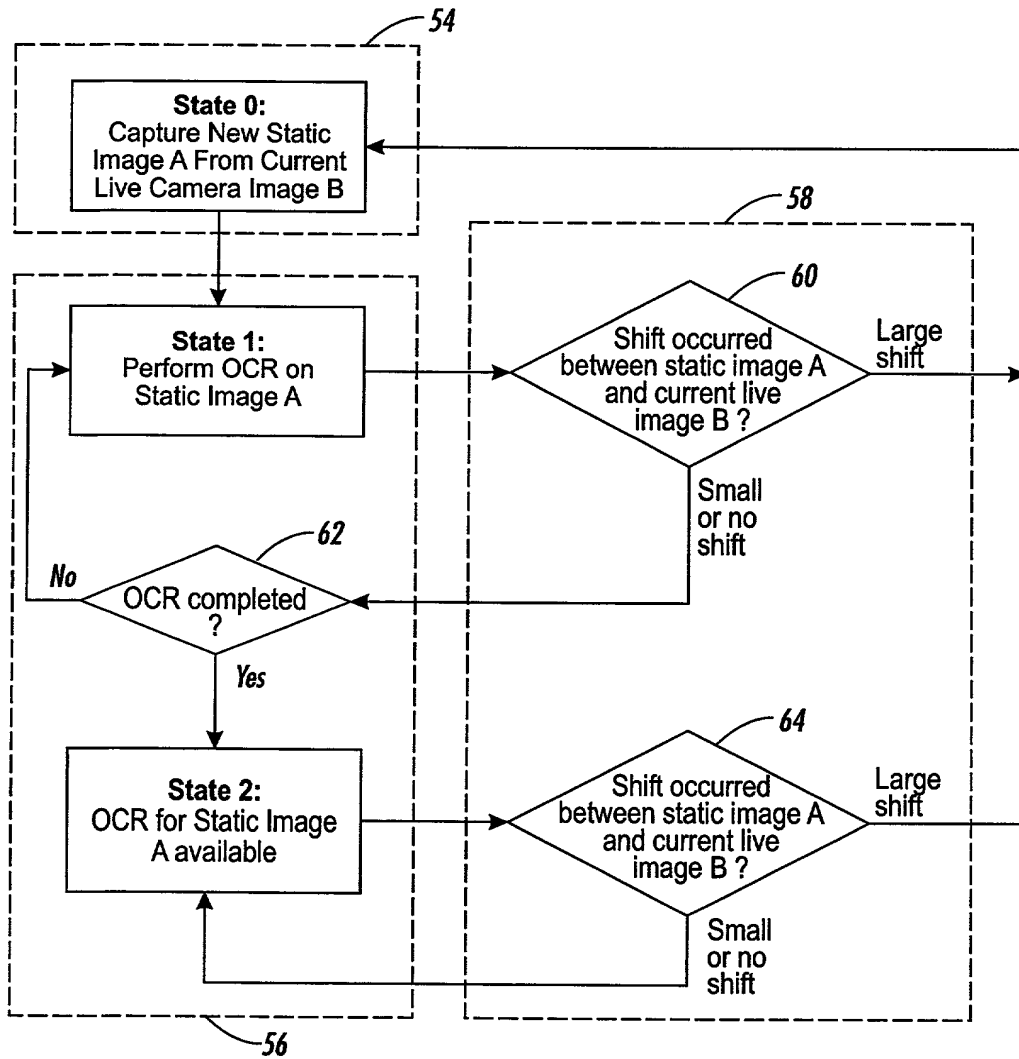 54
State 0:
Capture New Static
Image A From Current
Live Camera Image B
58
60
State 1:
Perform OCR on
Static Image A
Shift occurred
between static image A
and current live
image B ?
Large
shift
Small
or no
shift
62
No
OCR completed
?
Yes
64
State 2:
OCR for Static Image
A available
Shift occurred
between static image A
and current live
image B ?
Large
shift
Small
or no
shift
56